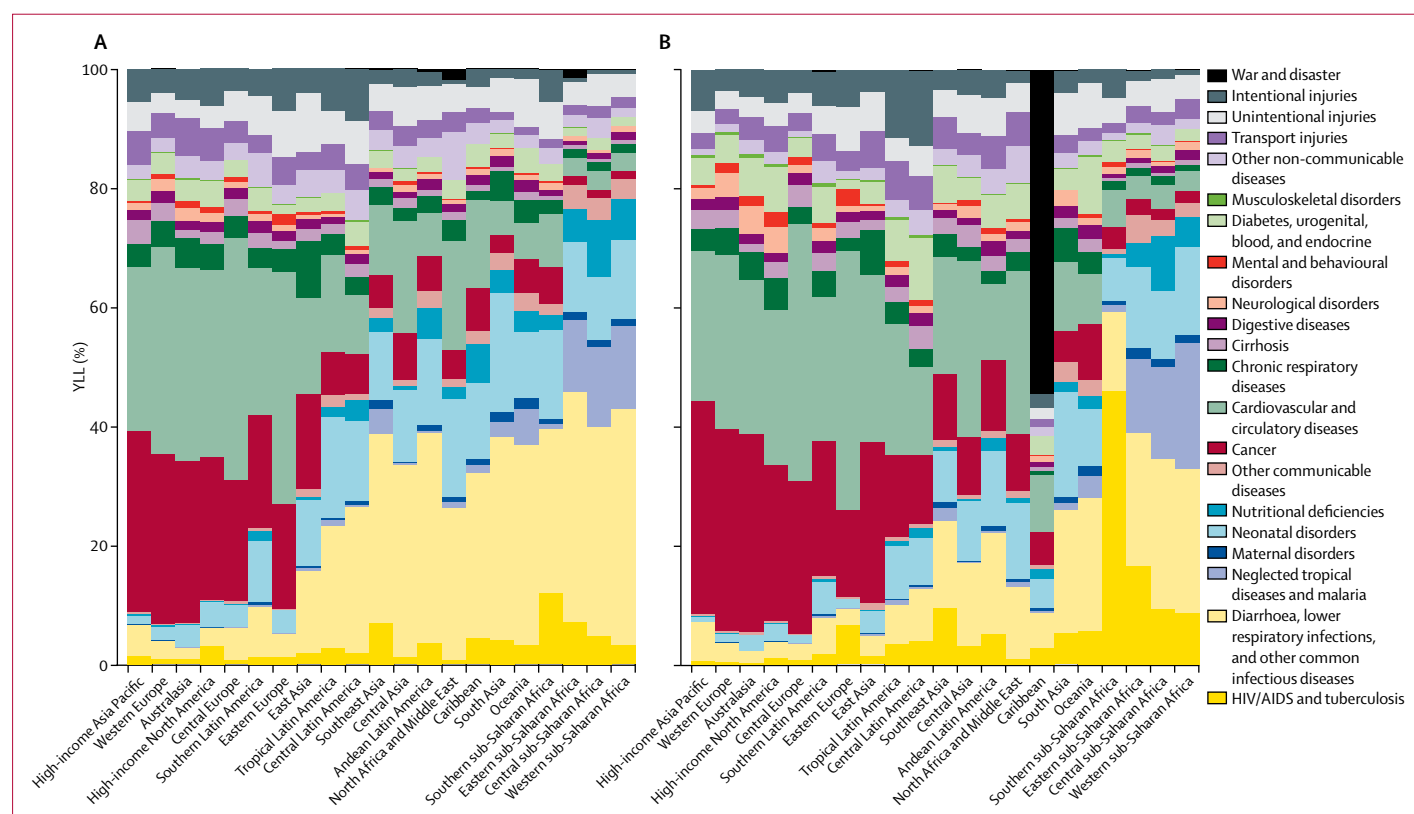 A
B
100
80
60
40
20
0
YLL (%)
High-income Asia Pacific
Western Europe
Australasia
High-income North America
Central Europe
Southern Latin America
Eastern Europe
East Asia
Tropical Latin America
Central Latin America
Southeast Asia
Central Asia
Andean Latin America
North Africa and Middle East
Caribbean
South Asia
Oceania
Southern sub-Saharan Africa
Eastern sub-Saharan Africa
Central sub-Saharan Africa
Western sub-Saharan Africa
High-income Asia Pacific
Western Europe
Australasia
High-income North America
Central Europe
Southern Latin America
Eastern Europe
East Asia
Tropical Latin America
Central Latin America
Southeast Asia
Central Asia
Andean Latin America
North Africa and Middle East
Caribbean
South Asia
Oceania
Southern sub-Saharan Africa
Eastern sub-Saharan Africa
Central sub-Saharan Africa
Western sub-Saharan Africa
War and disaster
Intentional injuries
Unintentional injuries
Transport injuries
Other non-communicable
diseases
Musculoskeletal disorders
Diabetes, urogenital,
blood, and endocrine
Mental and behavioural
disorders
Neurological disorders
Digestive diseases
Cirrhosis
Chronic respiratory
diseases
Cardiovascular and
circulatory diseases
Cancer
Other communicable
diseases
Nutritional deficiencies
Neonatal disorders
Maternal disorders
Neglected tropical
diseases and malaria
Diarrhoea, lower
respiratory infections,
and other common
infectious diseases
HIV/AIDS and tuberculosis